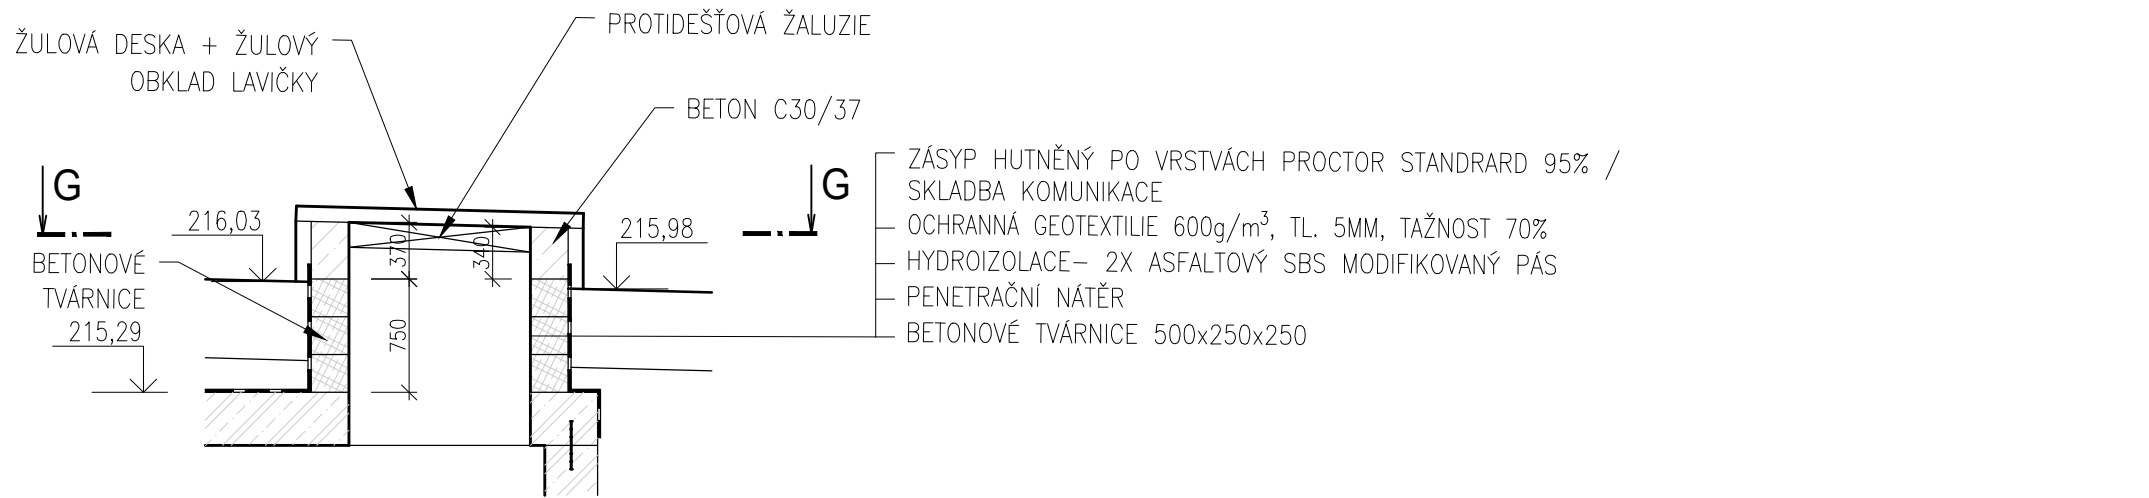 PROTIDEŠŤOVÁ ŽALUZIE
ŽULOVÁ DESKA + ŽULOVÝ
OBKLAD LAVIČKY
BETON C30/37
ZÁSYP HUTNĚNÝ PO VRSTVÁCH PROCTOR STANDRARD 95% /
SKLADBA KOMUNIKACE
OCHRANNÁ GEOTEXTILIE 600g/m³, TL. 5MM, TAŽNOST 70%
HYDROIZOLACE- 2X ASFALTOVÝ SBS MODIFIKOVANÝ PÁS
PENETRAČNÍ NÁTĚR
BETONOVÉ TVÁRNICE 500x250x250
G
G
216,03
215,98
BETONOVÉ
TVÁRNICE
215,29
370
340
750